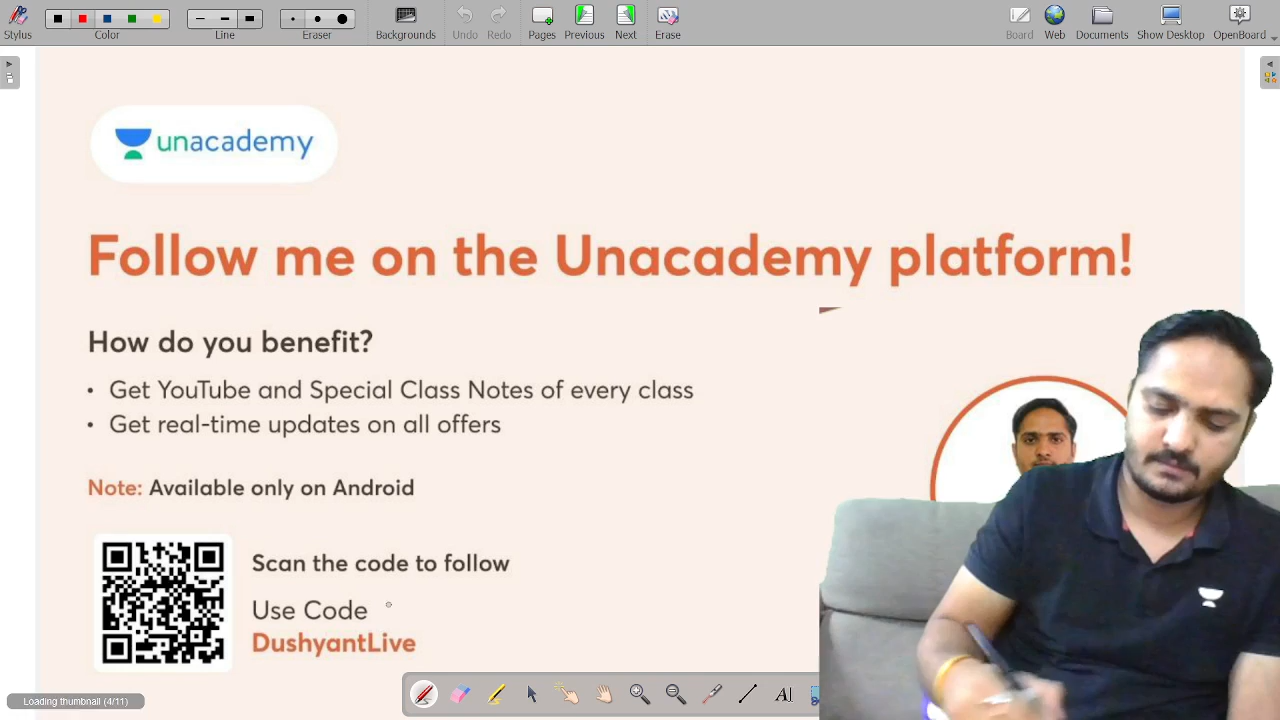 Stylus
Color
Line
Eraser
Backgrounds
Undo
Redo
Pages
Previous
Next
Erase
Board
Web
Documents
Show Desktop
OpenBoard
unacademy
Follow me on the Unacademy platform!
How do you benefit?
• Get YouTube and Special Class Notes of every class
• Get real-time updates on all offers
Note: Available only on Android
Scan the code to follow
Use Code
DushyantLive
Loading thumbnail (4/11)
AI